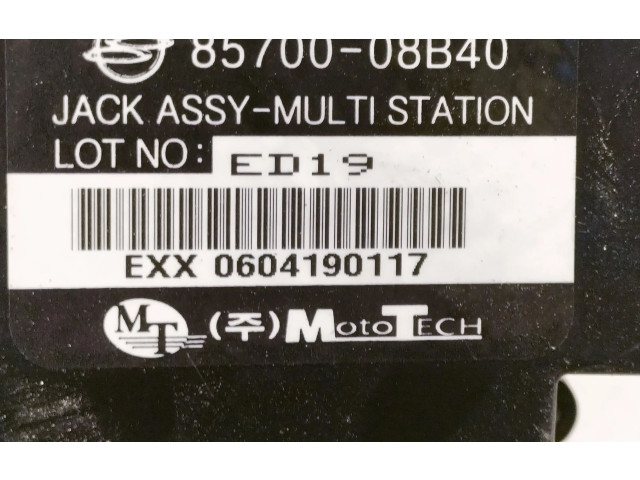 85700-08B40
JACK ASSY-MULTI STATION
LOT NO: ED19
EXX 0604190117
MT (주) MOTOTECH